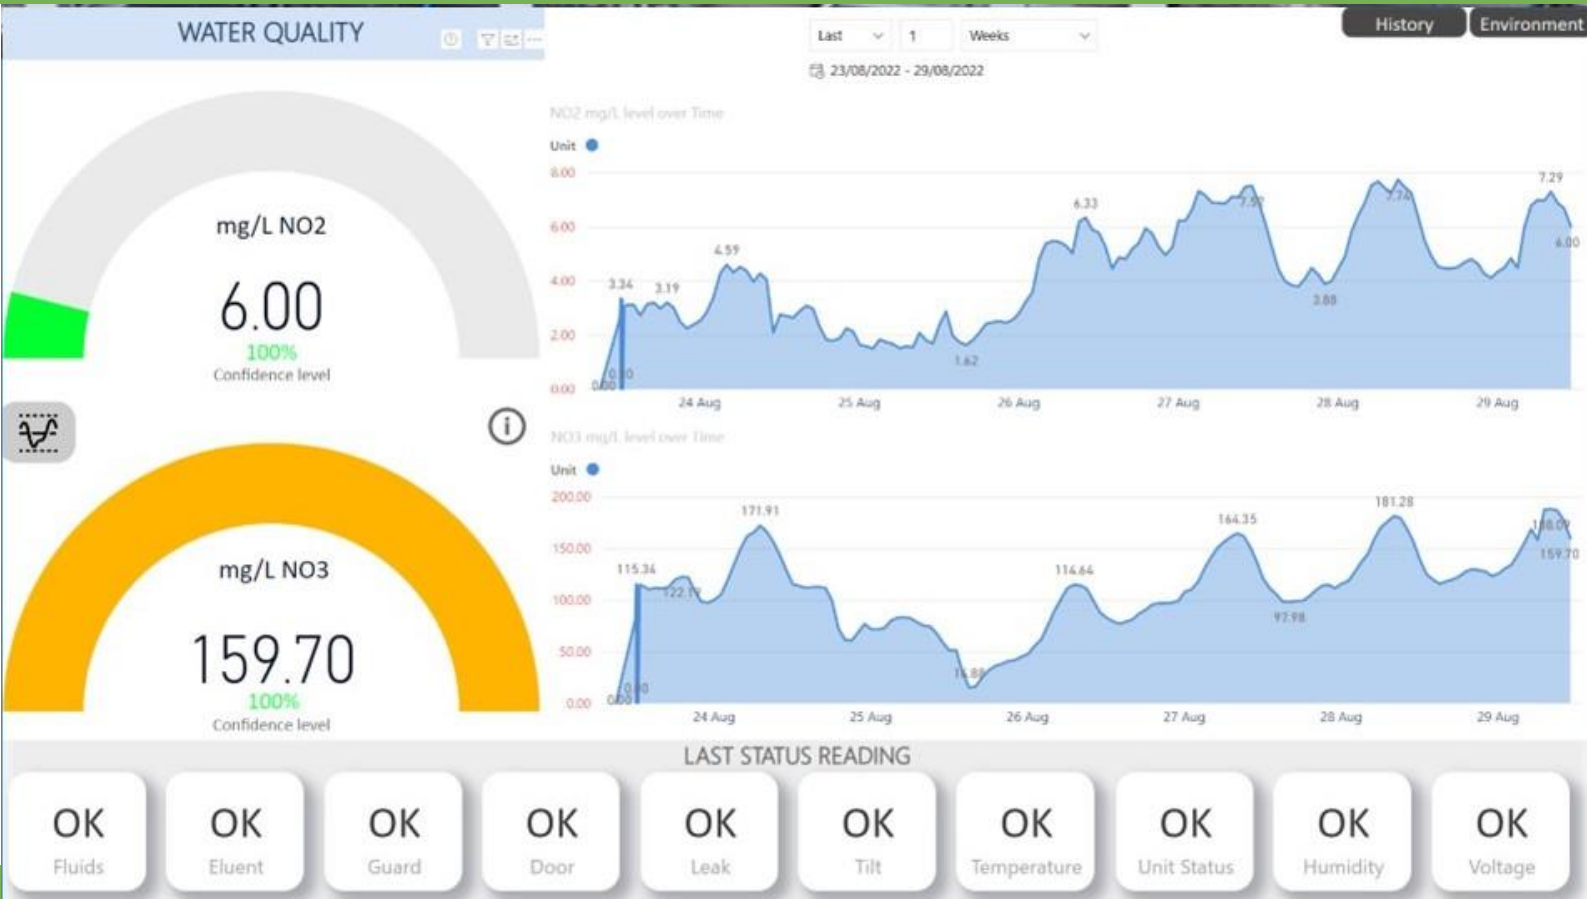 WATER QUALITY
mg/L NO2
6.00
100%
Confidence level
mg/L NO3
159.70
100%
Confidence level
History
Environment
Last
1
Weeks
23/08/2022 - 29/08/2022
NO2 mg/L level over Time
Unit
8.00
6.00
4.00
2.00
0.00
0.00
3.34
3.19
4.59
1.62
6.33
3.88
7.74
7.29
6.00
24 Aug
25 Aug
26 Aug
27 Aug
28 Aug
29 Aug
NO3 mg/L level over Time
Unit
200.00
150.00
100.00
50.00
0.00
0.00
115.34
171.91
114.64
164.35
97.98
181.28
159.70
24 Aug
25 Aug
26 Aug
27 Aug
28 Aug
29 Aug
LAST STATUS READING
OK
Fluids
OK
Eluent
OK
Guard
OK
Door
OK
Leak
OK
Tilt
OK
Temperature
OK
Unit Status
OK
Humidity
OK
Voltage